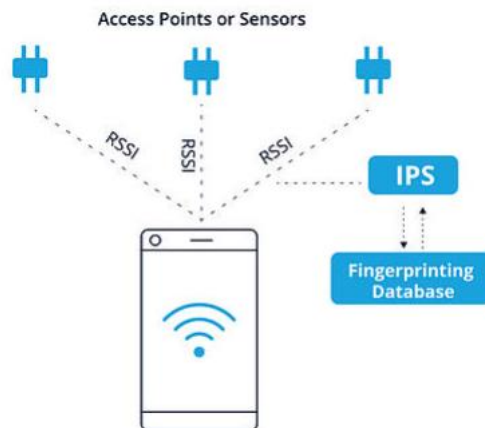 Access Points or Sensors
RSSI
RSSI
RSSI
IPS
Fingerprinting
Database